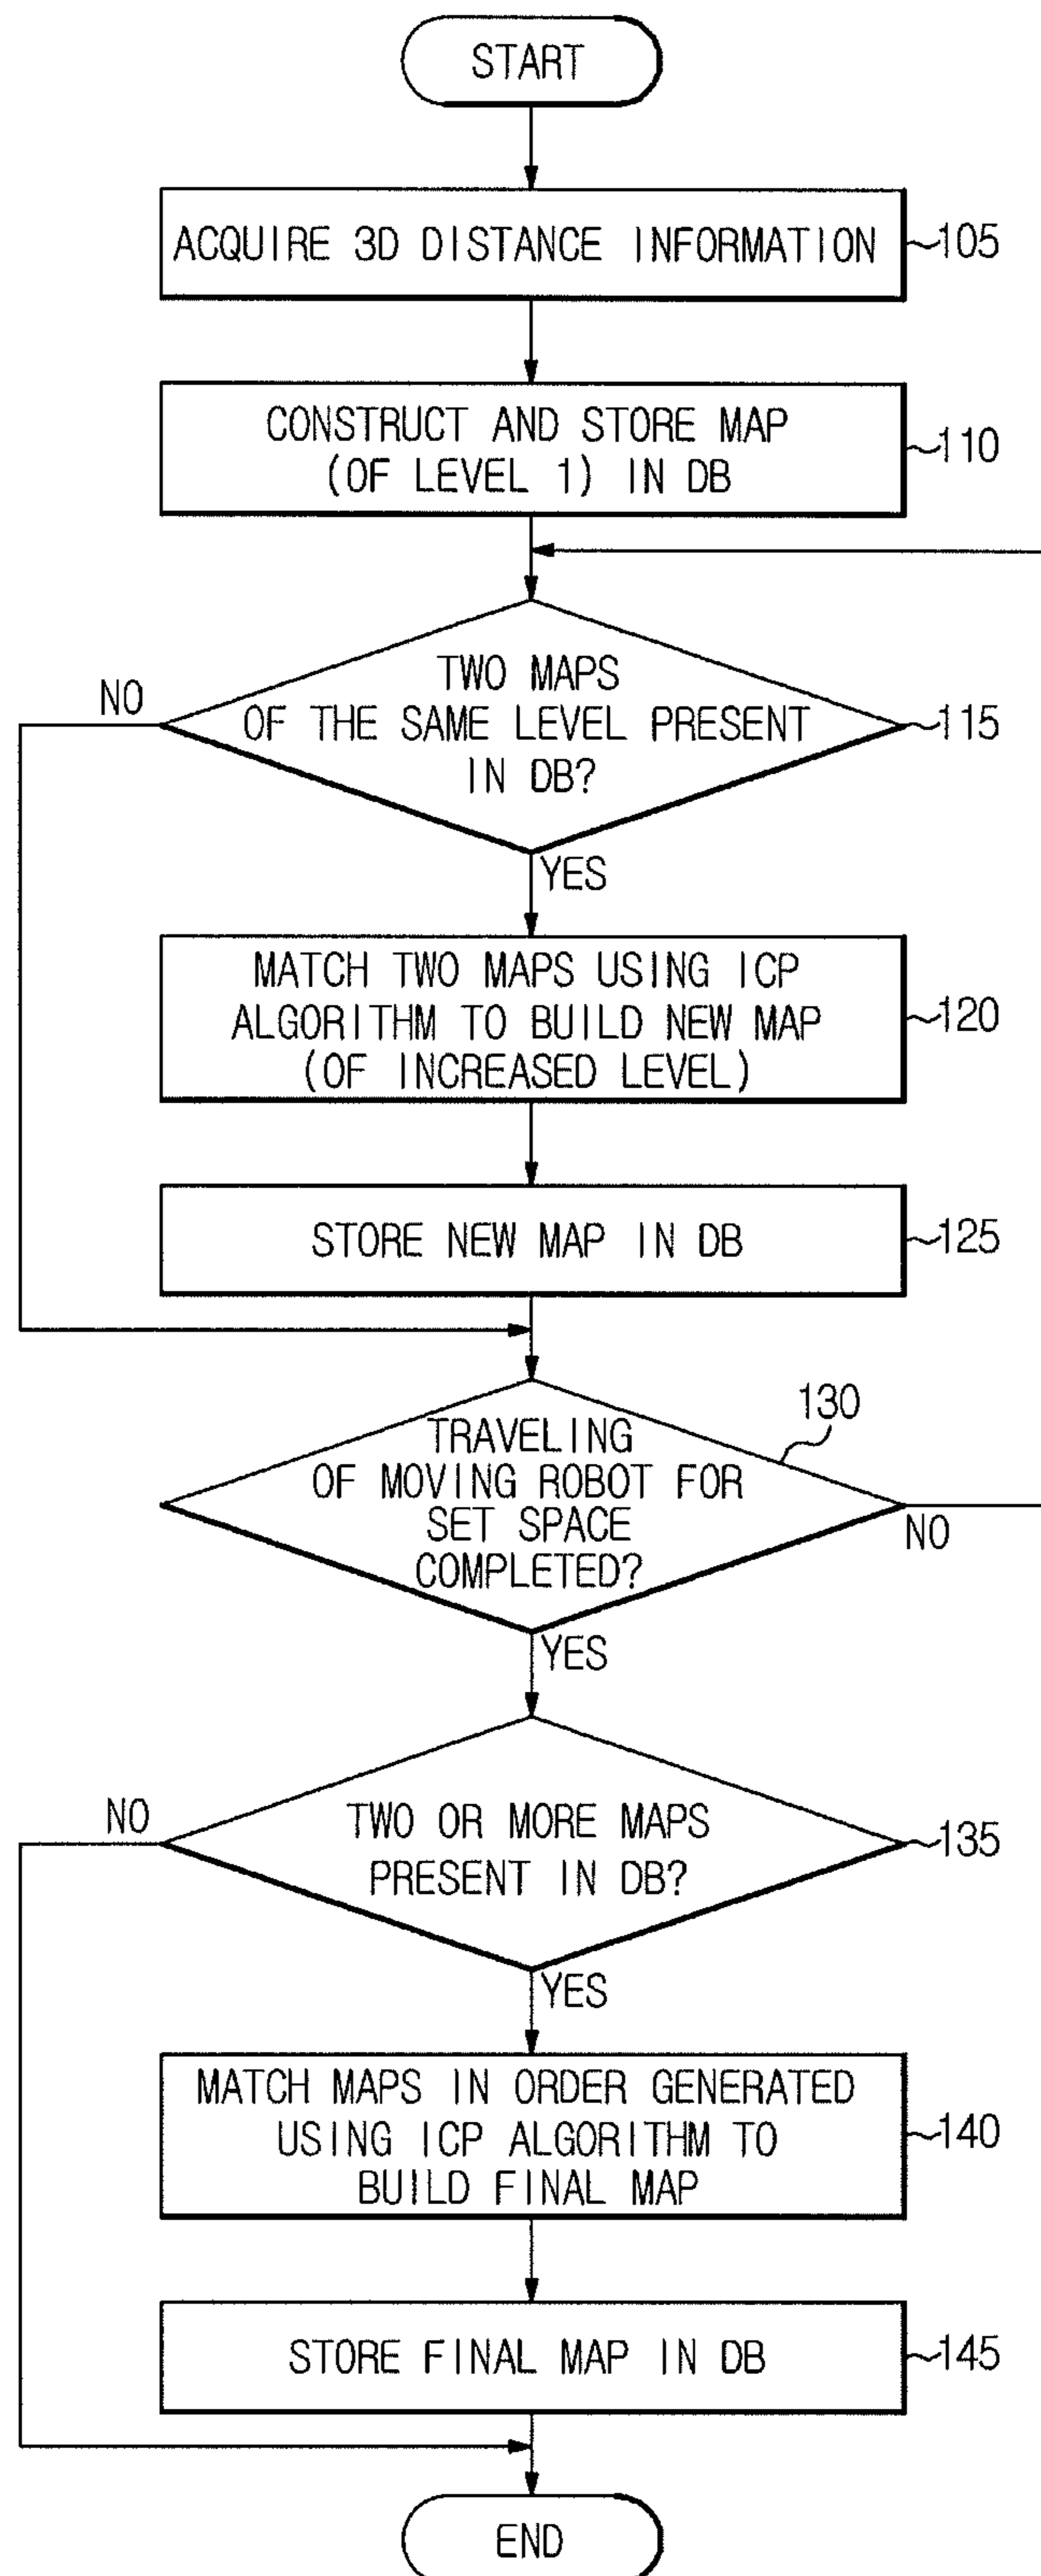 START
ACQUIRE 3D DISTANCE INFORMATION
105
CONSTRUCT AND STORE MAP
(OF LEVEL 1) IN DB
110
TWO MAPS
OF THE SAME LEVEL PRESENT
IN DB?
NO
115
YES
MATCH TWO MAPS USING ICP
ALGORITHM TO BUILD NEW MAP
(OF INCREASED LEVEL)
120
STORE NEW MAP IN DB
125
130
TRAVELING
OF MOVING ROBOT FOR
SET SPACE
COMPLETED?
NO
YES
NO
TWO OR MORE MAPS
PRESENT IN DB?
135
YES
MATCH MAPS IN ORDER GENERATED
USING ICP ALGORITHM TO
BUILD FINAL MAP
140
STORE FINAL MAP IN DB
145
END